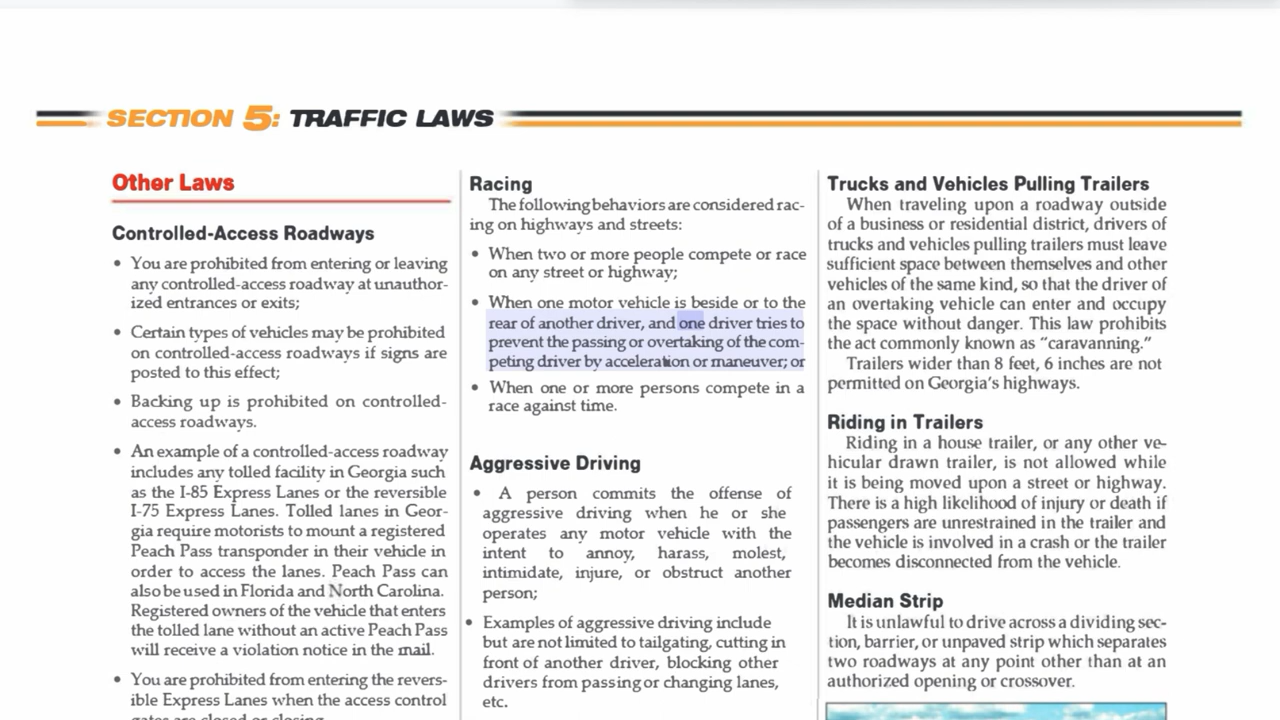 SECTION 5: TRAFFIC LAWS
Other Laws
Controlled-Access Roadways
• You are prohibited from entering or leaving
any controlled-access roadway at unauthor-
ized entrances or exits;
• Certain types of vehicles may be prohibited
on controlled-access roadways if signs are
posted to this effect;
• Backing up is prohibited on controlled-
access roadways.
• An example of a controlled-access roadway
includes any tolled facility in Georgia such
as the I-85 Express Lanes or the reversible
I-75 Express Lanes. Tolled lanes in Geor-
gia require motorists to mount a registered
Peach Pass transponder in their vehicle in
order to access the lanes. Peach Pass can
also be used in Florida and North Carolina.
Registered owners of the vehicle that enters
the tolled lane without an active Peach Pass
will receive a violation notice in the mail.
• You are prohibited from entering the revers-
ible Express Lanes when the access control
gates are closed or closing
Racing
The following behaviors are considered rac-
ing on highways and streets:
• When two or more people compete or race
on any street or highway;
• When one motor vehicle is beside or to the
rear of another driver, and one driver tries to
prevent the passing or overtaking of the com-
peting driver by acceleration or maneuver; or
• When one or more persons compete in a
race against time.
Aggressive Driving
• A person commits the offense of
aggressive driving when he or she
operates any motor vehicle with the
intent to annoy, harass, molest,
intimidate, injure, or obstruct another
person;
• Examples of aggressive driving include
but are not limited to tailgating, cutting in
front of another driver, blocking other
drivers from passing or changing lanes,
etc.
Trucks and Vehicles Pulling Trailers
When traveling upon a roadway outside
of a business or residential district, drivers of
trucks and vehicles pulling trailers must leave
sufficient space between themselves and other
vehicles of the same kind, so that the driver of
an overtaking vehicle can enter and occupy
the space without danger. This law prohibits
the act commonly known as “caravanning.”
Trailers wider than 8 feet, 6 inches are not
permitted on Georgia’s highways.
Riding in Trailers
Riding in a house trailer, or any other ve-
hicular drawn trailer, is not allowed while
it is being moved upon a street or highway.
There is a high likelihood of injury or death if
passengers are unrestrained in the trailer and
the vehicle is involved in a crash or the trailer
becomes disconnected from the vehicle.
Median Strip
It is unlawful to drive across a dividing sec-
tion, barrier, or unpaved strip which separates
two roadways at any point other than at an
authorized opening or crossover.